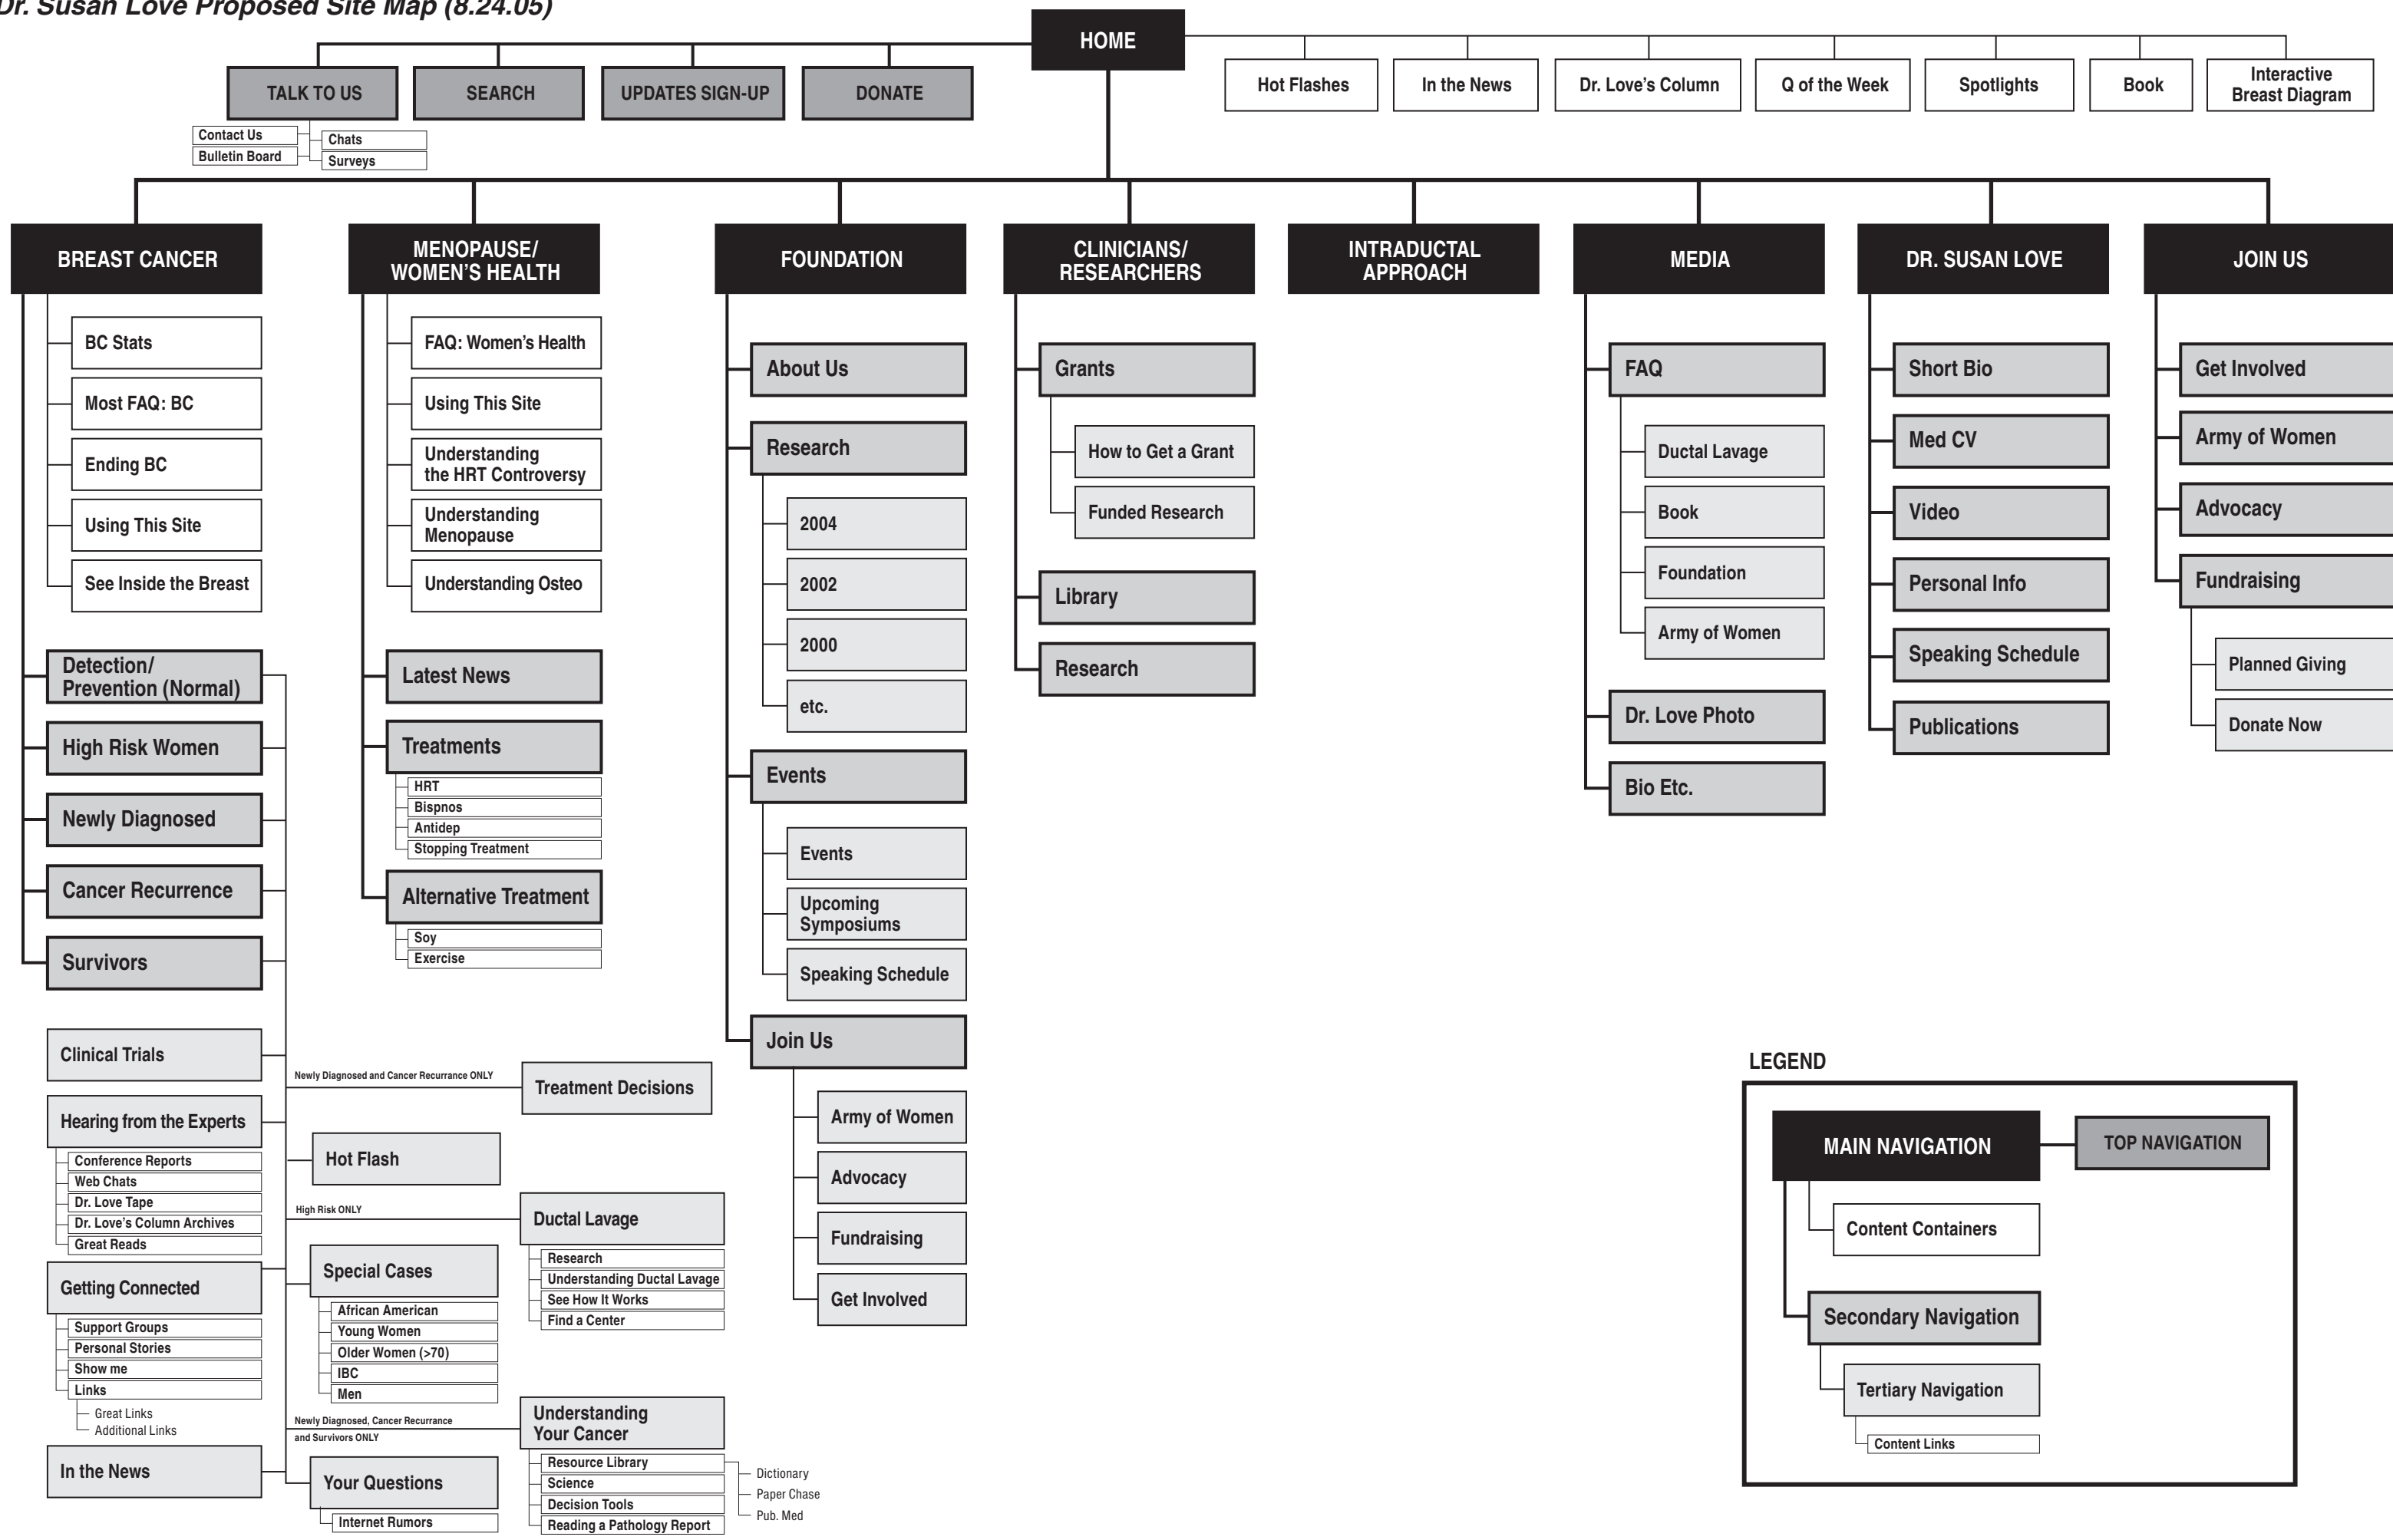 Dr. Susan Love Proposed Site Map (8.24.05)
HOME
TALK TO US
SEARCH
UPDATES SIGN-UP
DONATE
Contact Us
Bulletin Board
Chats
Surveys
Hot Flashes
In the News
Dr. Love's Column
Q of the Week
Spotlights
Book
Interactive
Breast Diagram
BREAST CANCER
BC Stats
Most FAQ: BC
Ending BC
Using This Site
See Inside the Breast
Detection/
Prevention (Normal)
High Risk Women
Newly Diagnosed
Cancer Recurrence
Survivors
Clinical Trials
Hearing from the Experts
Conference Reports
Web Chats
Dr. Love Tape
Dr. Love's Column Archives
Great Reads
Getting Connected
Support Groups
Personal Stories
Show me
Links
Great Links
Additional Links
In the News
Newly Diagnosed and Cancer Recurrance ONLY
Treatment Decisions
Hot Flash
High Risk ONLY
Ductal Lavage
Research
Understanding Ductal Lavage
See How It Works
Find a Center
Special Cases
African American
Young Women
Older Women (>70)
IBC
Men
Newly Diagnosed, Cancer Recurrance
and Survivors ONLY
Understanding
Your Cancer
Resource Library
Science
Decision Tools
Reading a Pathology Report
Dictionary
Paper Chase
Pub. Med
Your Questions
Internet Rumors
MENOPAUSE/
WOMEN'S HEALTH
FAQ: Women's Health
Using This Site
Understanding
the HRT Controversy
Understanding
Menopause
Understanding Osteo
Latest News
Treatments
HRT
Bispnos
Antidep
Stopping Treatment
Alternative Treatment
Soy
Exercise
FOUNDATION
About Us
Research
2004
2002
2000
etc.
Events
Events
Upcoming
Symposiums
Speaking Schedule
Join Us
Army of Women
Advocacy
Fundraising
Get Involved
CLINICIANS/
RESEARCHERS
Grants
How to Get a Grant
Funded Research
Library
Research
INTRADUCTAL
APPROACH
MEDIA
FAQ
Ductal Lavage
Book
Foundation
Army of Women
Dr. Love Photo
Bio Etc.
DR. SUSAN LOVE
Short Bio
Med CV
Video
Personal Info
Speaking Schedule
Publications
JOIN US
Get Involved
Army of Women
Advocacy
Fundraising
Planned Giving
Donate Now
LEGEND
MAIN NAVIGATION
TOP NAVIGATION
Content Containers
Secondary Navigation
Tertiary Navigation
Content Links